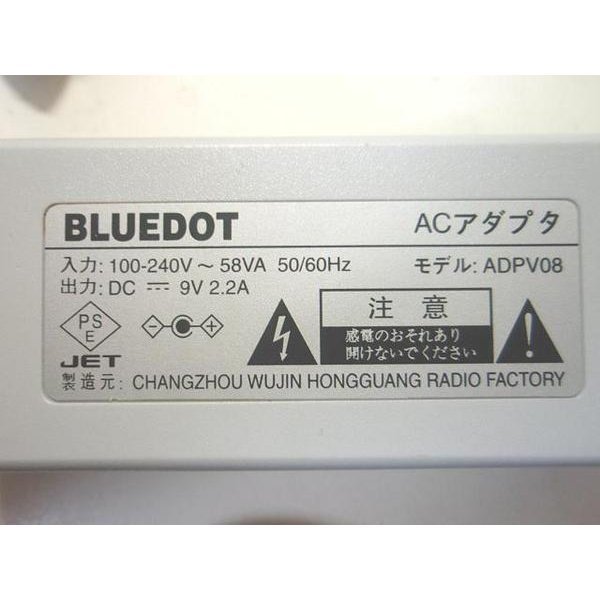 BLUEDOT ACアダプタ
入力: 100-240V ~ 58VA 50/60Hz モデル: ADPV08
出力: DC ⎓ 9V 2.2A
PS
E
JET
注意
感電のおそれあり
開けないでください
製造元: CHANGZHOU WUJIN HONGGUANG RADIO FACTORY